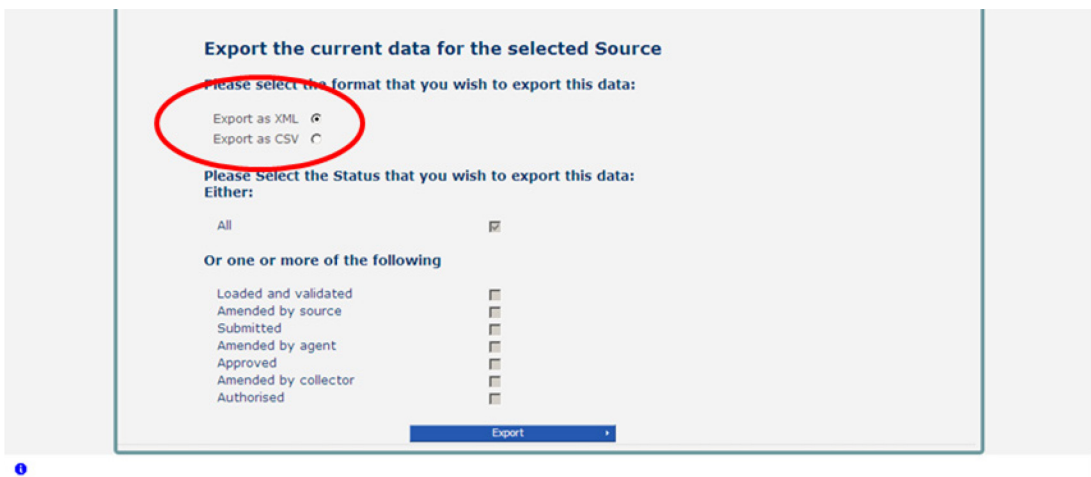 Export the current data for the selected Source
Please select the format that you wish to export this data:
Export as XML
Export as CSV
Please Select the Status that you wish to export this data:
Either:
All
Or one or more of the following
Loaded and validated
Amended by source
Submitted
Amended by agent
Approved
Amended by collector
Authorised
Export